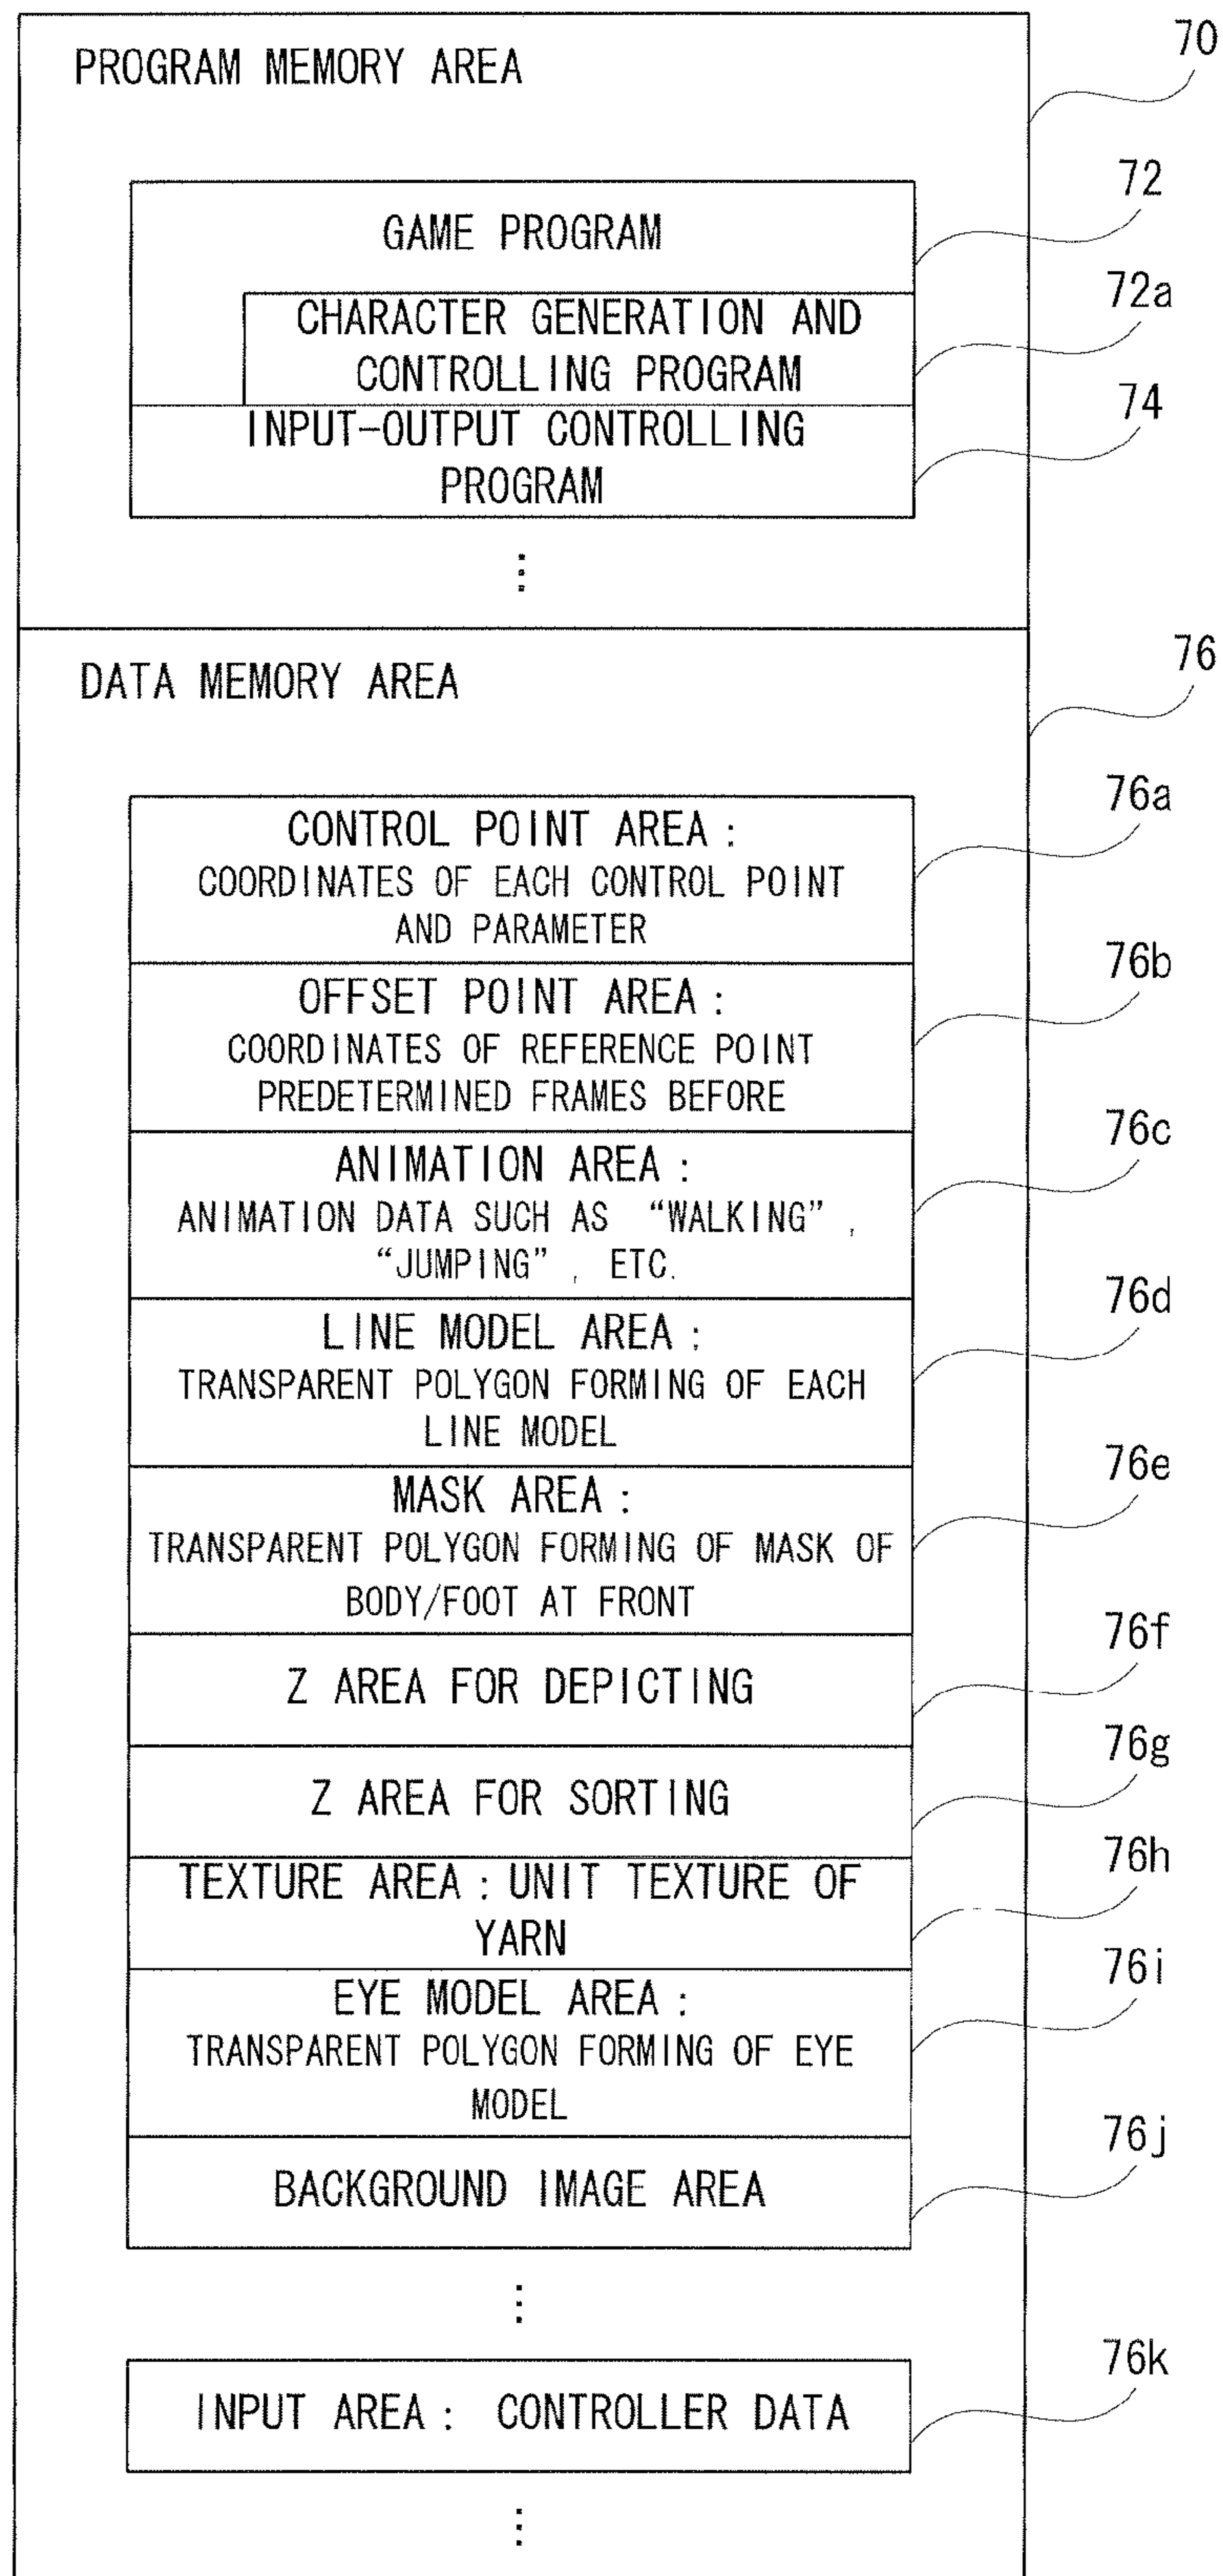 PROGRAM MEMORY AREA
70
GAME PROGRAM
72
CHARACTER GENERATION AND
CONTROLLING PROGRAM
72a
INPUT-OUTPUT CONTROLLING
PROGRAM
74
DATA MEMORY AREA
76
CONTROL POINT AREA :
COORDINATES OF EACH CONTROL POINT
AND PARAMETER
76a
OFFSET POINT AREA :
COORDINATES OF REFERENCE POINT
PREDETERMINED FRAMES BEFORE
76b
ANIMATION AREA :
ANIMATION DATA SUCH AS “WALKING”,
“JUMPING”, ETC.
76c
LINE MODEL AREA :
TRANSPARENT POLYGON FORMING OF EACH
LINE MODEL
76d
MASK AREA :
TRANSPARENT POLYGON FORMING OF MASK OF
BODY/FOOT AT FRONT
76e
Z AREA FOR DEPICTING
76f
Z AREA FOR SORTING
76g
TEXTURE AREA : UNIT TEXTURE OF
YARN
76h
EYE MODEL AREA :
TRANSPARENT POLYGON FORMING OF EYE
MODEL
76i
BACKGROUND IMAGE AREA
76j
INPUT AREA : CONTROLLER DATA
76k